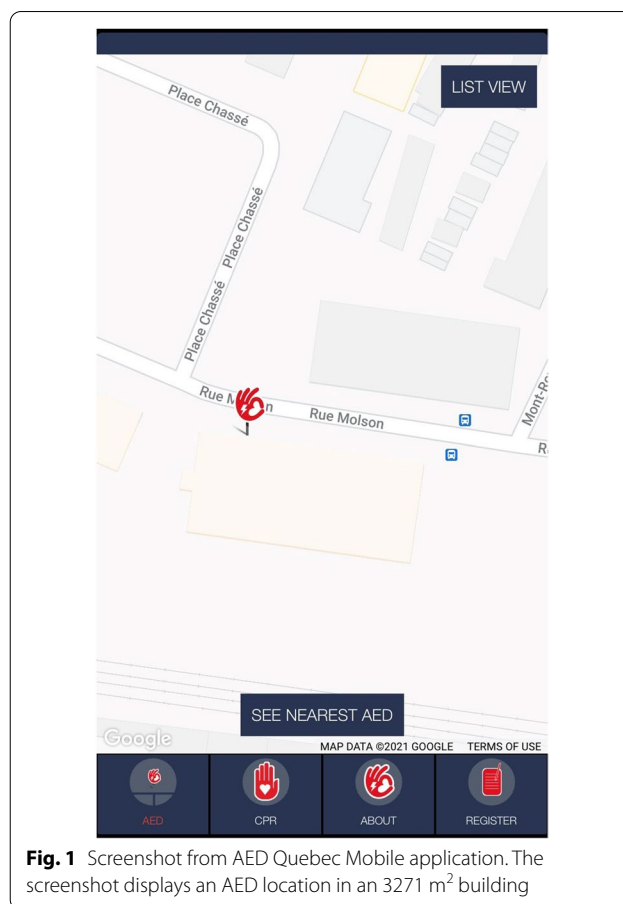 LIST VIEW
Place Chassé
Place Chassé
Place Chassé
Rue M n
Rue Molson
Mont-Ro
R
SEE NEAREST AED
Google
MAP DATA ©2021 GOOGLE TERMS OF USE
AED CPR ABOUT REGISTER
Fig. 1 Screenshot from AED Quebec Mobile application. The
screenshot displays an AED location in an 3271 m² building